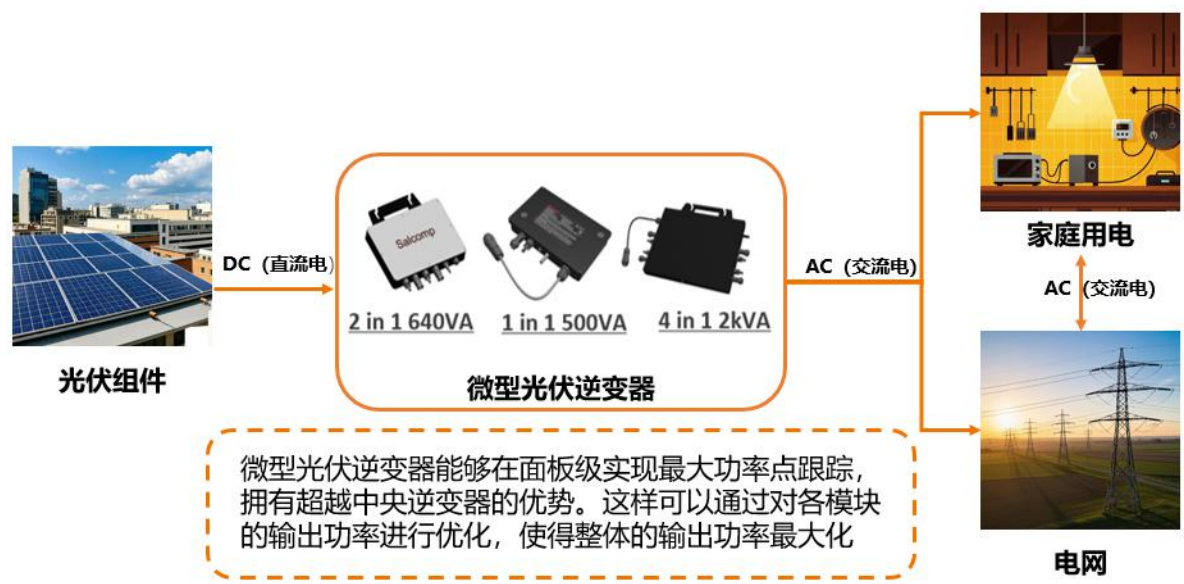 DC（直流电）
光伏组件
Salcomp
2 in 1 640VA
1 in 1 500VA
4 in 1 2kVA
微型光伏逆变器
AC（交流电）
家庭用电
AC（交流电）
电网
微型光伏逆变器能够在面板级实现最大功率点跟踪，
拥有超越中央逆变器的优势。这样可以通过对各模块
的输出功率进行优化，使得整体的输出功率最大化